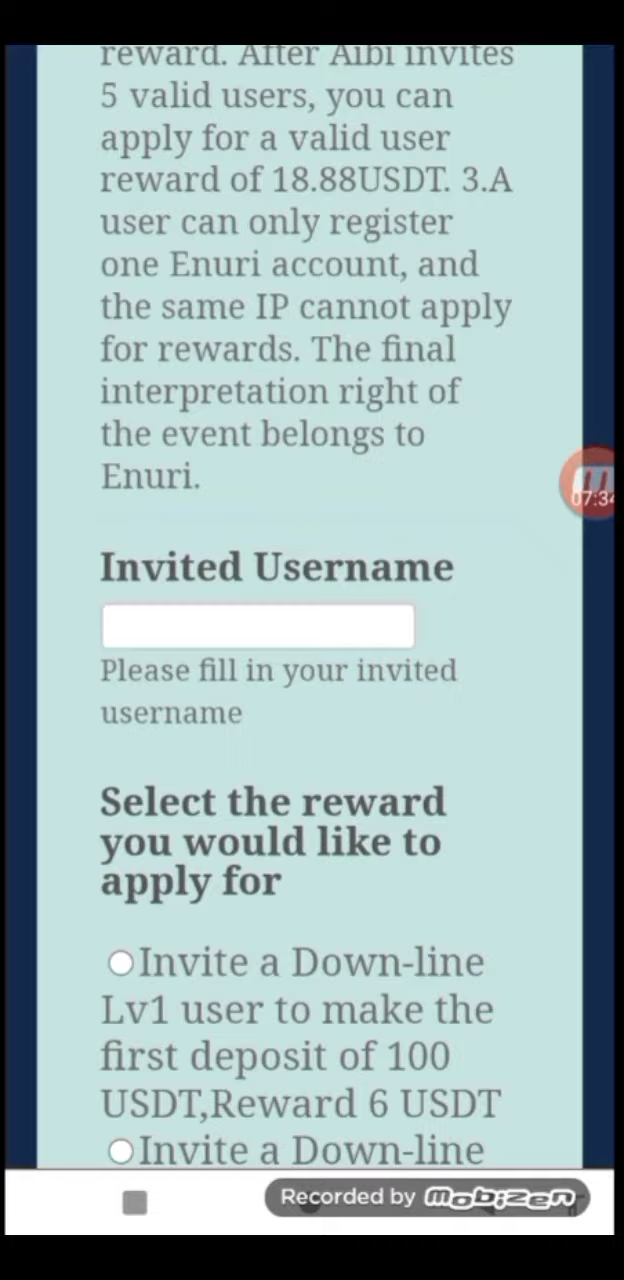 reward. After Aibi invites
5 valid users, you can
apply for a valid user
reward of 18.88USDT. 3.A
user can only register
one Enuri account, and
the same IP cannot apply
for rewards. The final
interpretation right of
the event belongs to
Enuri.
07:34
Invited Username
Please fill in your invited
username
Select the reward
you would like to
apply for
Invite a Down-line
Lv1 user to make the
first deposit of 100
USDT,Reward 6 USDT
Invite a Down-line
Recorded by Mobizen